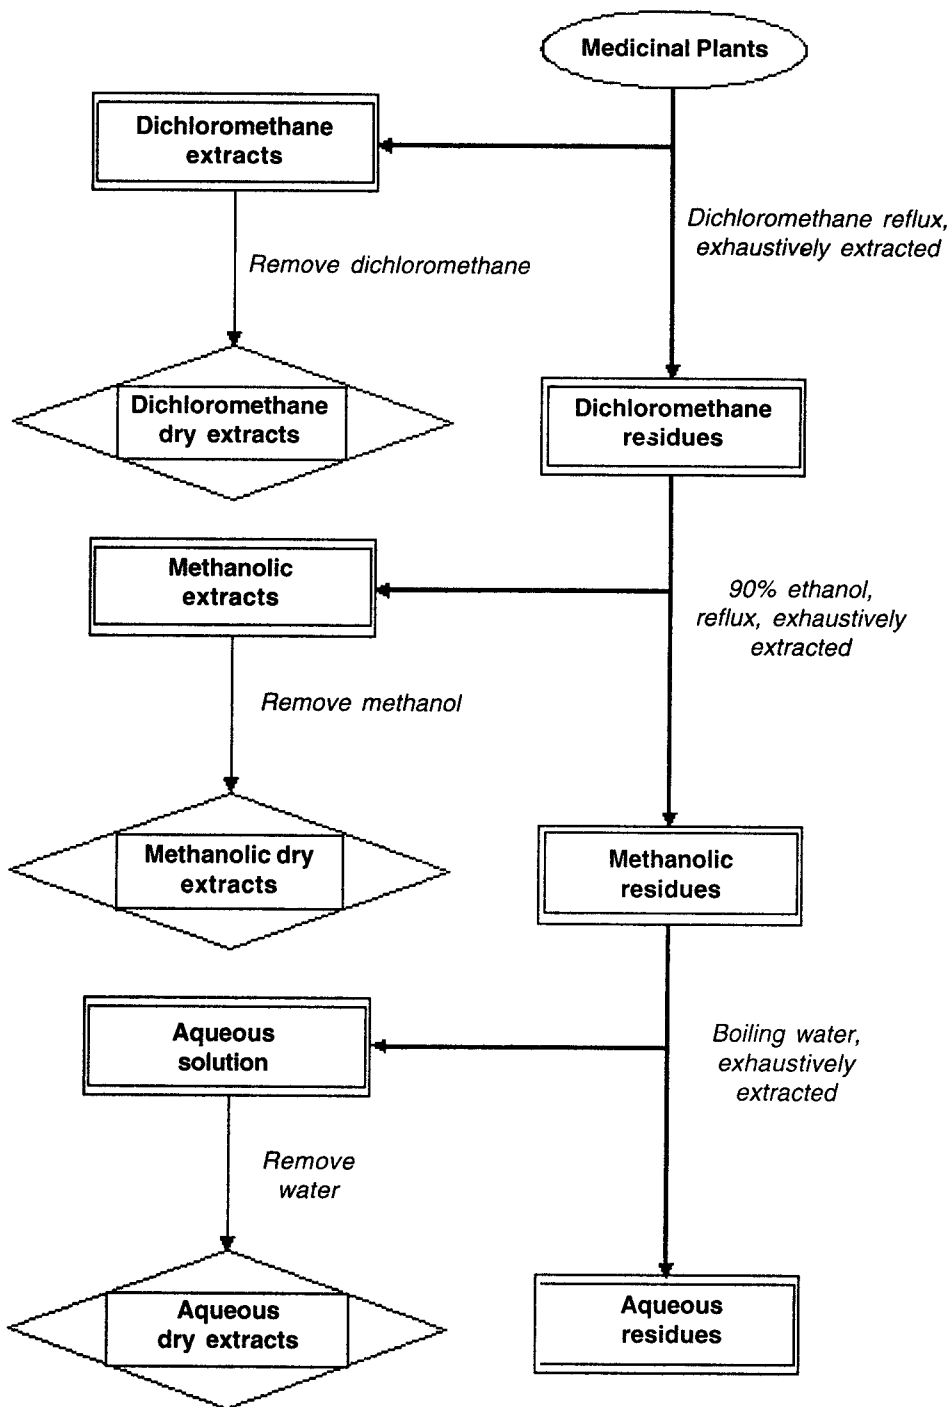 Medicinal Plants
Dichloromethane
extracts
Dichloromethane reflux,
exhaustively extracted
Remove dichloromethane
Dichloromethane
dry extracts
Dichloromethane
residues
Methanolic
extracts
90% ethanol,
reflux, exhaustively
extracted
Remove methanol
Methanolic dry
extracts
Methanolic
residues
Aqueous
solution
Boiling water,
exhaustively
extracted
Remove
water
Aqueous
dry extracts
Aqueous
residues